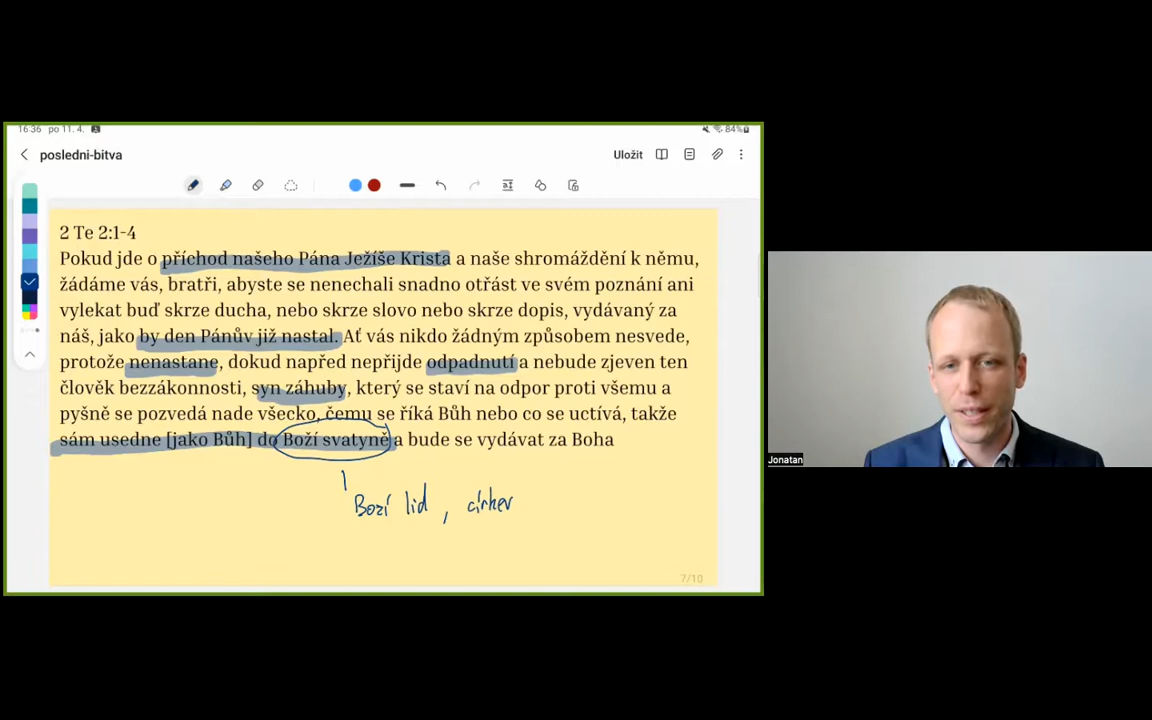 16:36 po 11. 4.
84%
posledni-bitva
Uložit
2 Te 2:1-4
Pokud jde o příchod našeho Pána Ježíše Krista a naše shromáždění k němu,
žádáme vás, bratři, abyste se nenechali snadno otřást ve svém poznání ani
vylekat buď skrze ducha, nebo skrze slovo nebo skrze dopis, vydávaný za
náš, jako by den Pánův již nastal. Ať vás nikdo žádným způsobem nesvede,
protože nenastane, dokud napřed nepřijde odpadnutí a nebude zjeven ten
člověk bezzákonnosti, syn záhuby, který se staví na odpor proti všemu a
pyšně se pozvedá nade všecko, čemu se říká Bůh nebo co se uctívá, takže
sám usedne [jako Bůh] do Boží svatyně a bude se vydávat za Boha
Bozí lid, církev
7/10
Jonatan